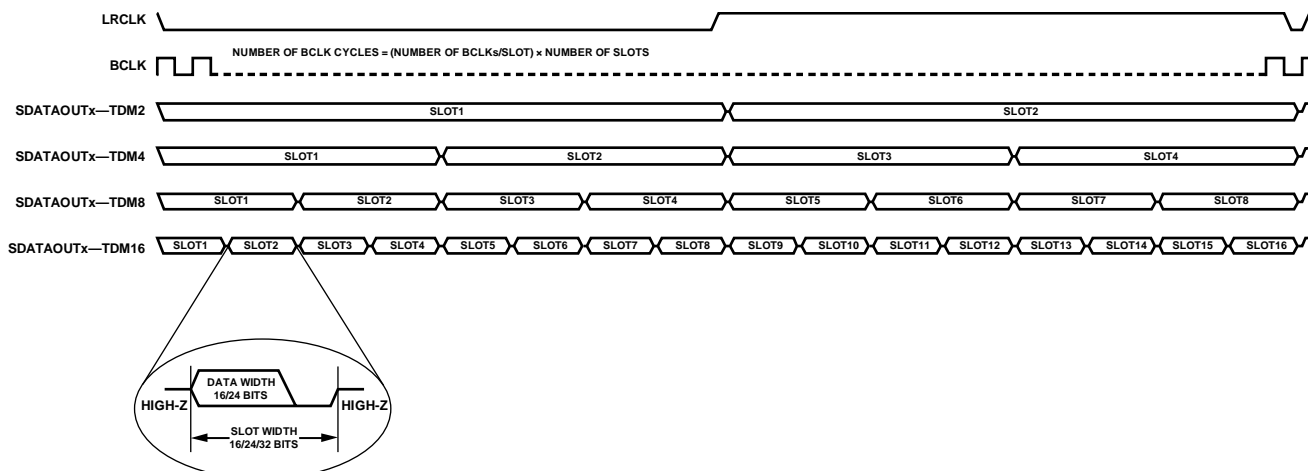 LRCLK
BCLK
NUMBER OF BCLK CYCLES = (NUMBER OF BCLKs/SLOT) × NUMBER OF SLOTS
SDATAOUTx—TDM2
SLOT1 SLOT2
SDATAOUTx—TDM4
SLOT1 SLOT2 SLOT3 SLOT4
SDATAOUTx—TDM8
SLOT1 SLOT2 SLOT3 SLOT4 SLOT5 SLOT6 SLOT7 SLOT8
SDATAOUTx—TDM16
SLOT1 SLOT2 SLOT3 SLOT4 SLOT5 SLOT6 SLOT7 SLOT8 SLOT9 SLOT10 SLOT11 SLOT12 SLOT13 SLOT14 SLOT15 SLOT16
DATA WIDTH
16/24 BITS
HIGH-Z HIGH-Z
SLOT WIDTH
16/24/32 BITS